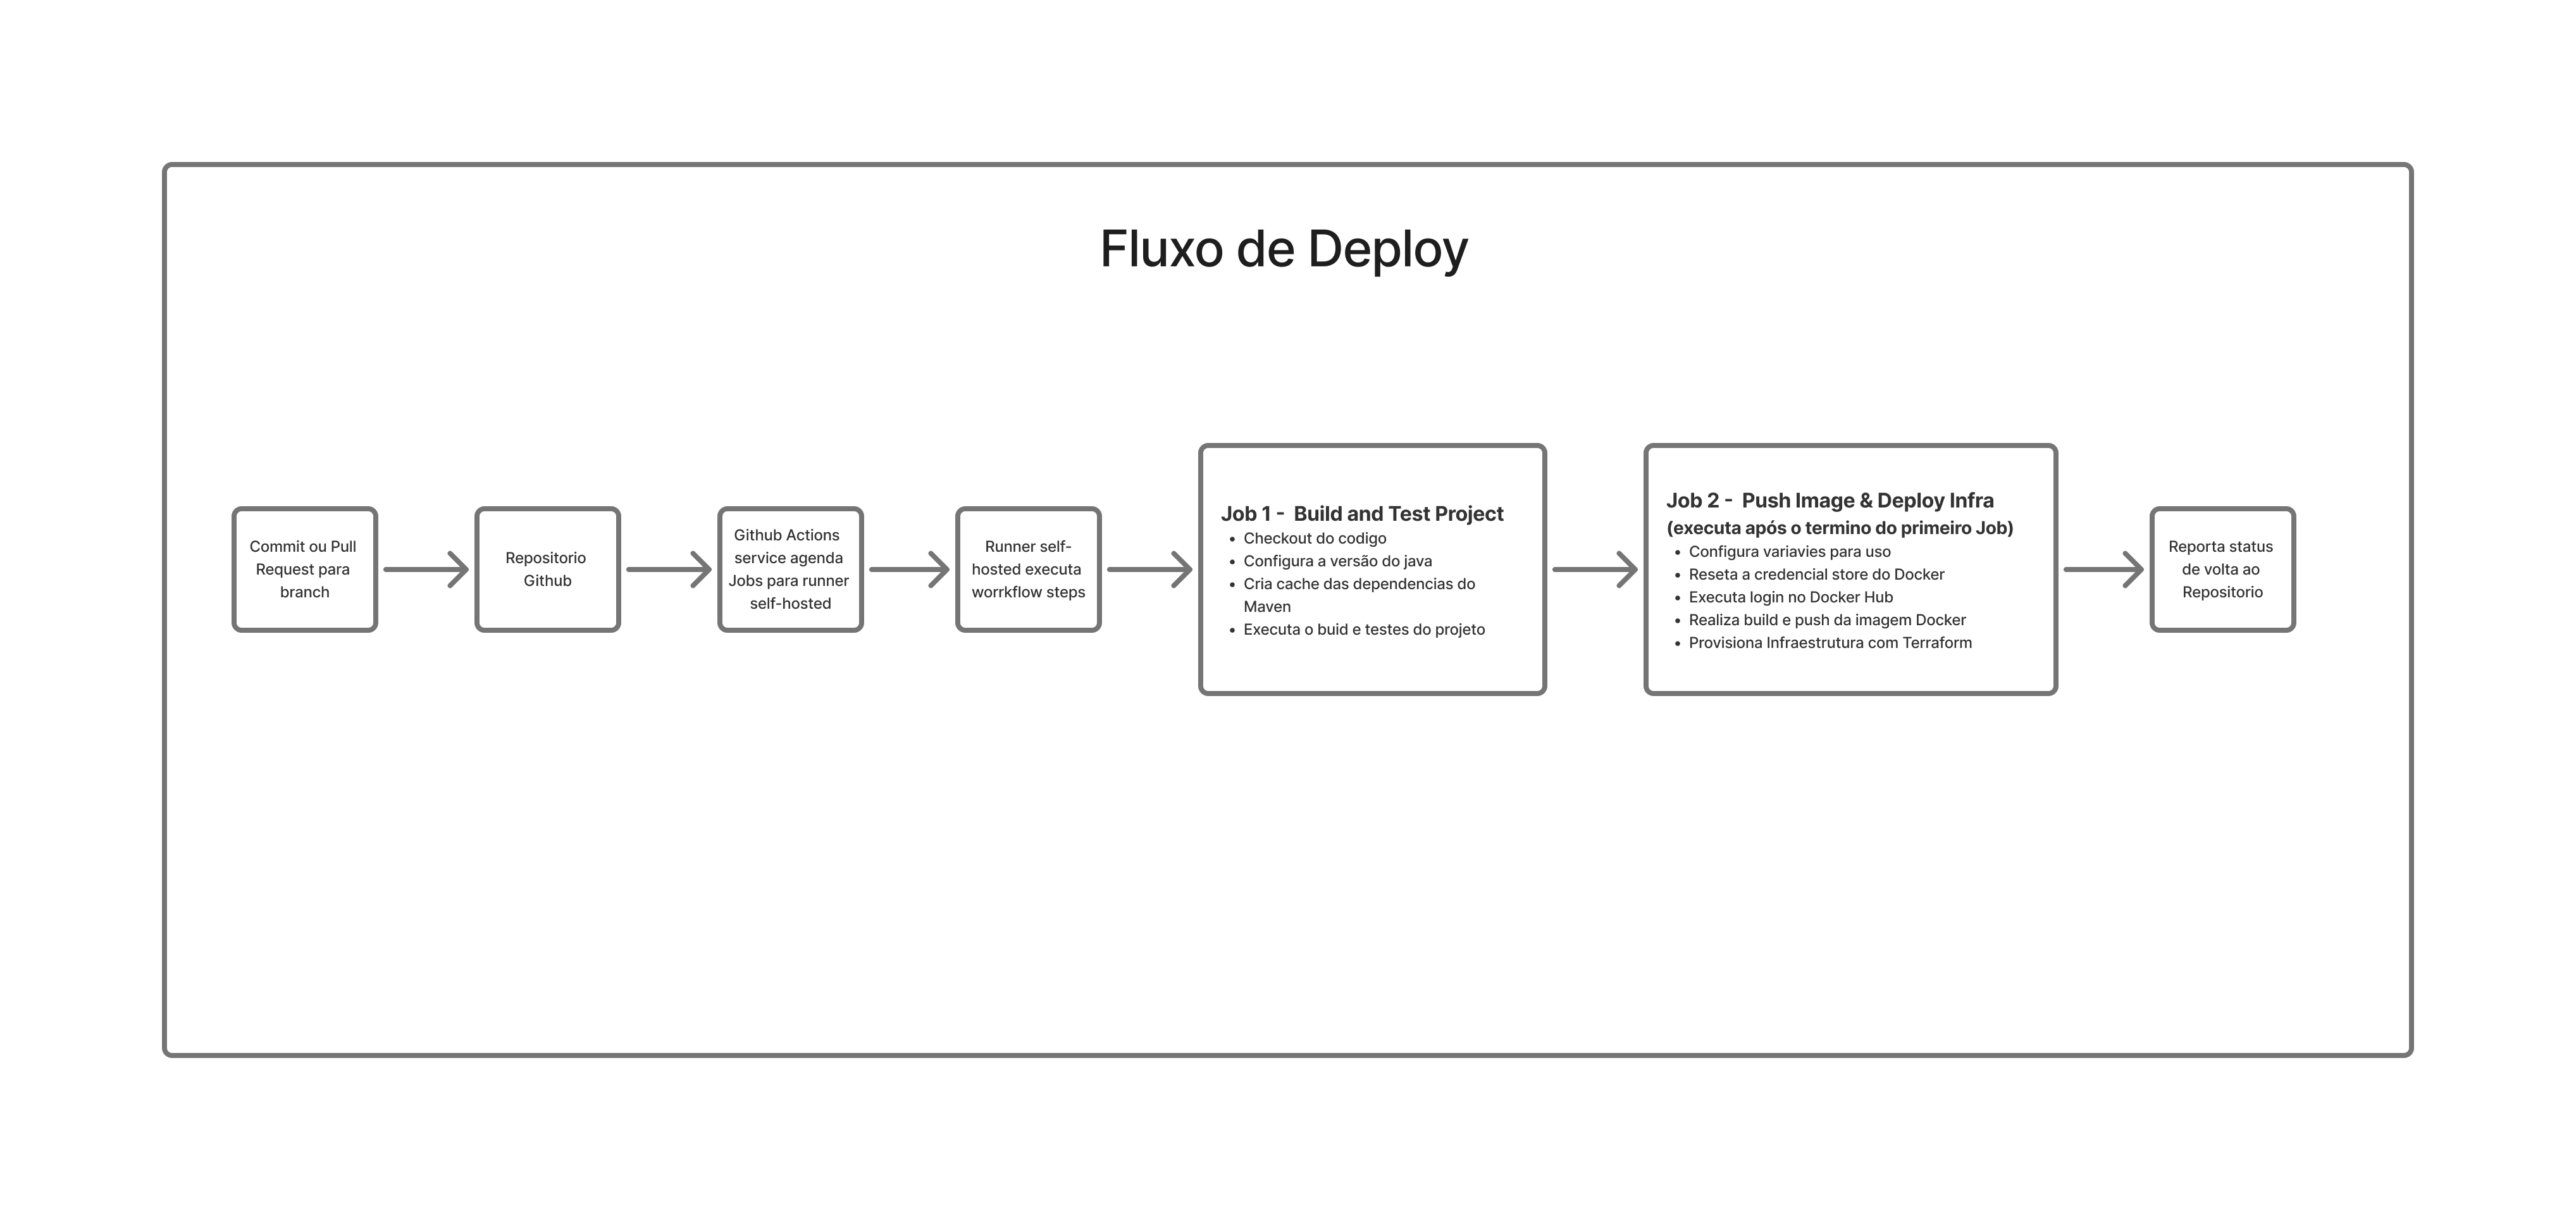 Fluxo de Deploy
Commit ou Pull
Request para
branch
Repositorio
Github
Github Actions
service agenda
Jobs para runner
self-hosted
Runner self-
hosted executa
worrkflow steps
Job 1 - Build and Test Project
• Checkout do codigo
• Configura a versão do java
• Cria cache das dependencias do
Maven
• Executa o buid e testes do projeto
Job 2 - Push Image & Deploy Infra
(executa após o termino do primeiro Job)
• Configura variavies para uso
• Reseta a credencial store do Docker
• Executa login no Docker Hub
• Realiza build e push da imagem Docker
• Provisiona Infraestrutura com Terraform
Reporta status
de volta ao
Repositorio